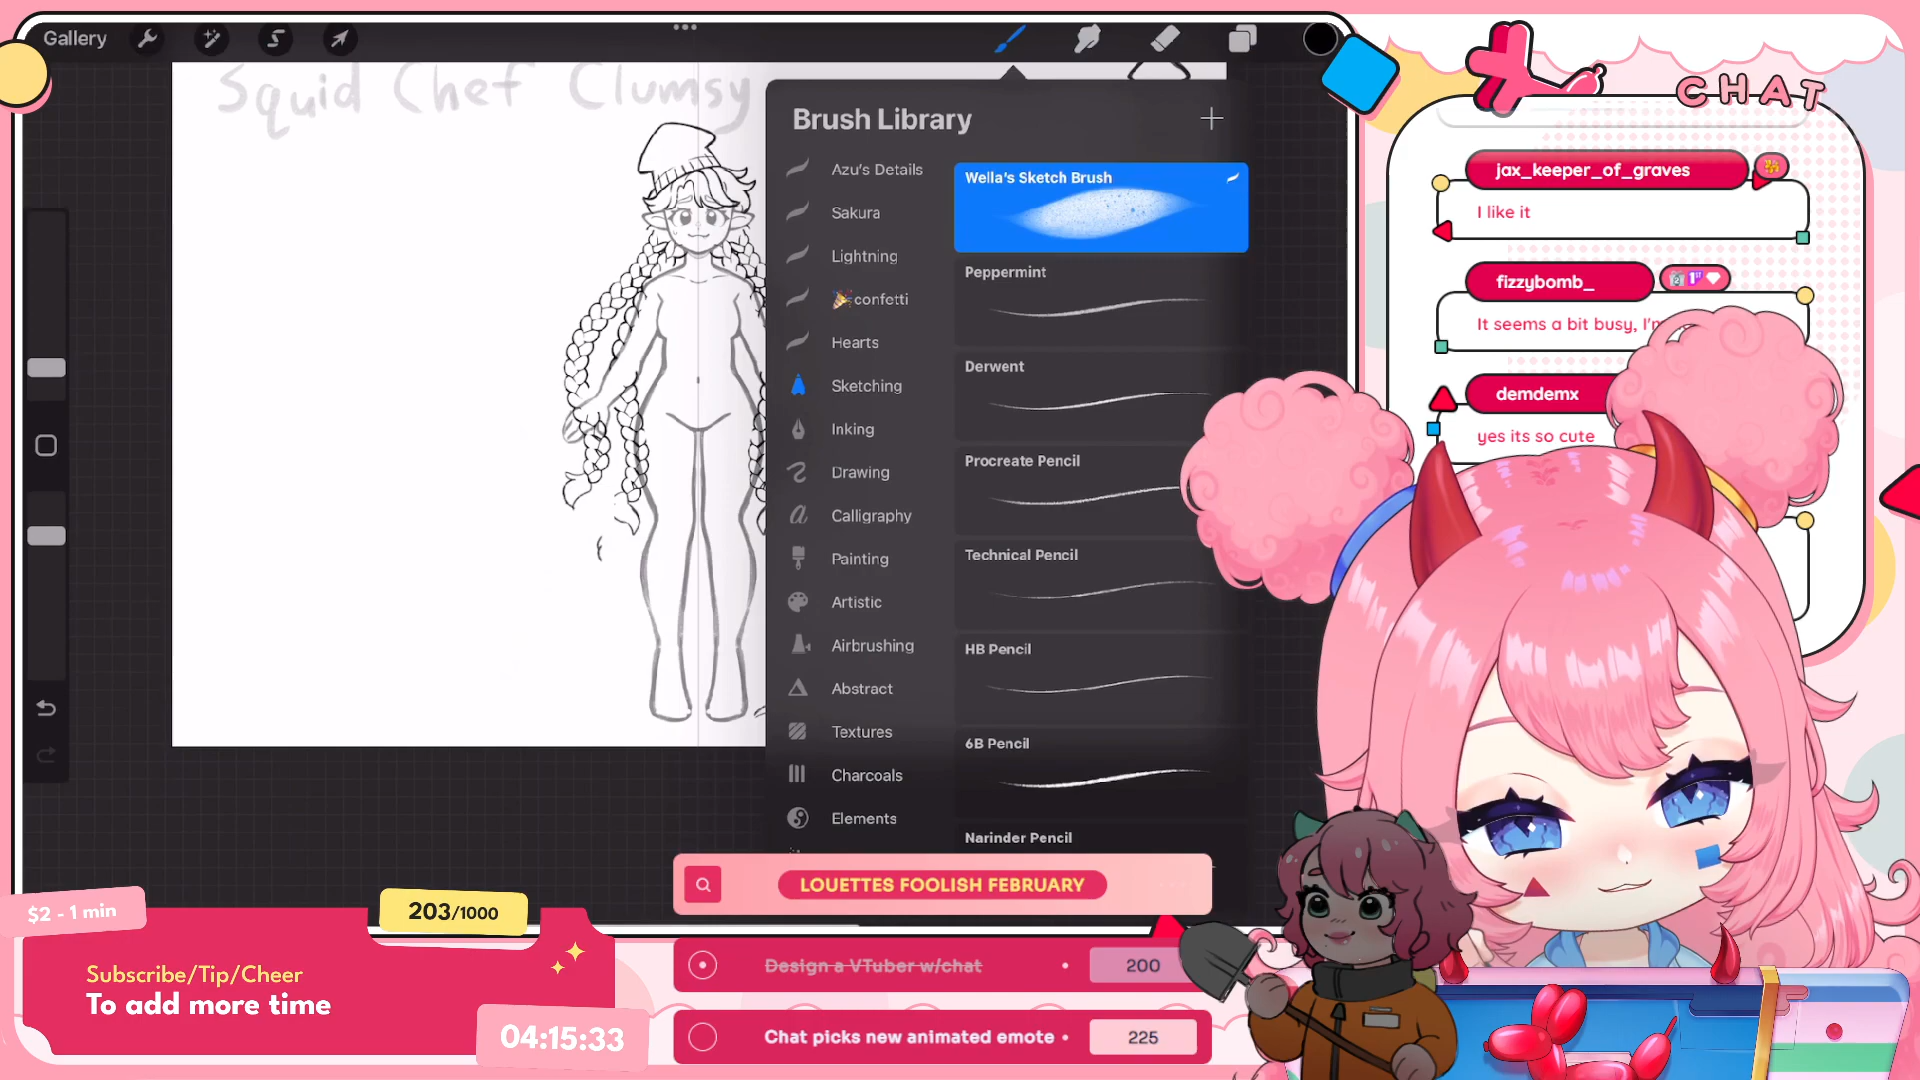 Gallery
Squid Chef Clumsy
Brush Library
Azu's Details
Sakura
Lightning
🎉confetti
Hearts
Sketching
Inking
Drawing
Calligraphy
Painting
Artistic
Airbrushing
Abstract
Textures
Charcoals
Elements
Wella's Sketch Brush
Peppermint
Derwent
Procreate Pencil
Technical Pencil
HB Pencil
6B Pencil
Narinder Pencil
CHAT
jax_keeper_of_graves
I like it
fizzybomb_
It seems a bit busy, I'm
demdemx
yes its so cute
LOUETTES FOOLISH FEBRUARY
Design a VTuber w/chat • 200
Chat picks new animated emote • 225
$2 - 1 min
203/1000
Subscribe/Tip/Cheer
To add more time
04:15:33